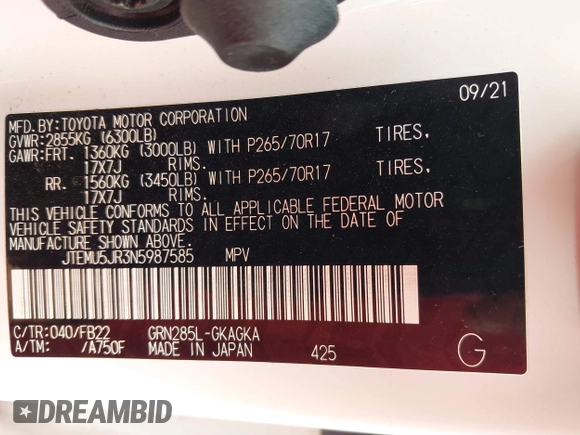 09/21
MFD.BY:TOYOTA MOTOR CORPORATION
GVWR:2855KG (6300LB)
GAWR:FRT. 1360KG (3000LB) WITH P265/70R17 TIRES,
17X7J RIMS.
RR. 1560KG (3450LB) WITH P265/70R17 TIRES,
17X7J RIMS.
THIS VEHICLE CONFORMS TO ALL APPLICABLE FEDERAL MOTOR
VEHICLE SAFETY STANDARDS IN EFFECT ON THE DATE OF
MANUFACTURE SHOWN ABOVE.
JTEMU5JR3N5987585 MPV
C/TR:040/FB22 GRN285L-GKAGKA
A/TM: /A750F MADE IN JAPAN 425 G
DREAMBID